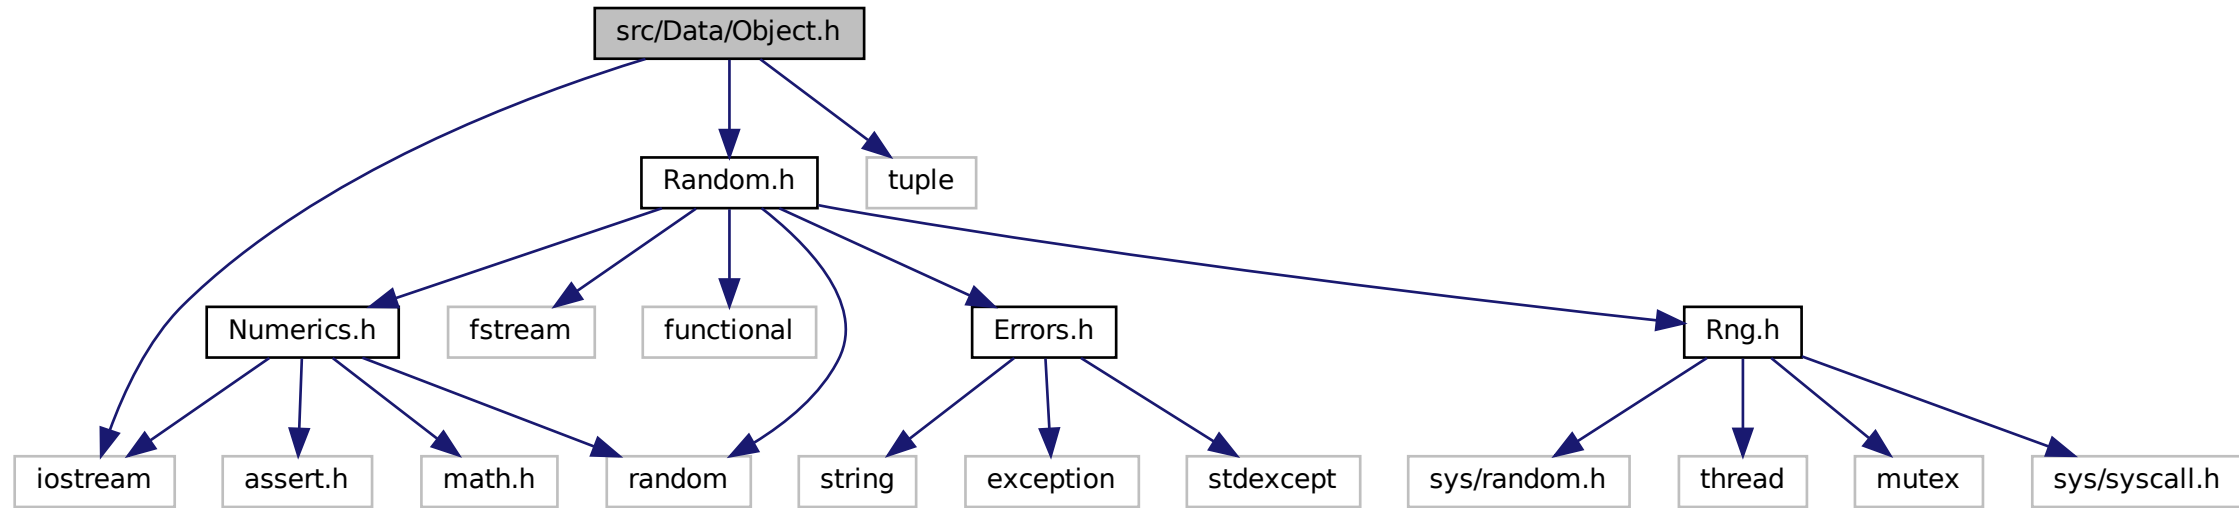 src/Data/Object.h
Random.h
tuple
Numerics.h
fstream
functional
Errors.h
Rng.h
iostream
assert.h
math.h
random
string
exception
stdexcept
sys/random.h
thread
mutex
sys/syscall.h